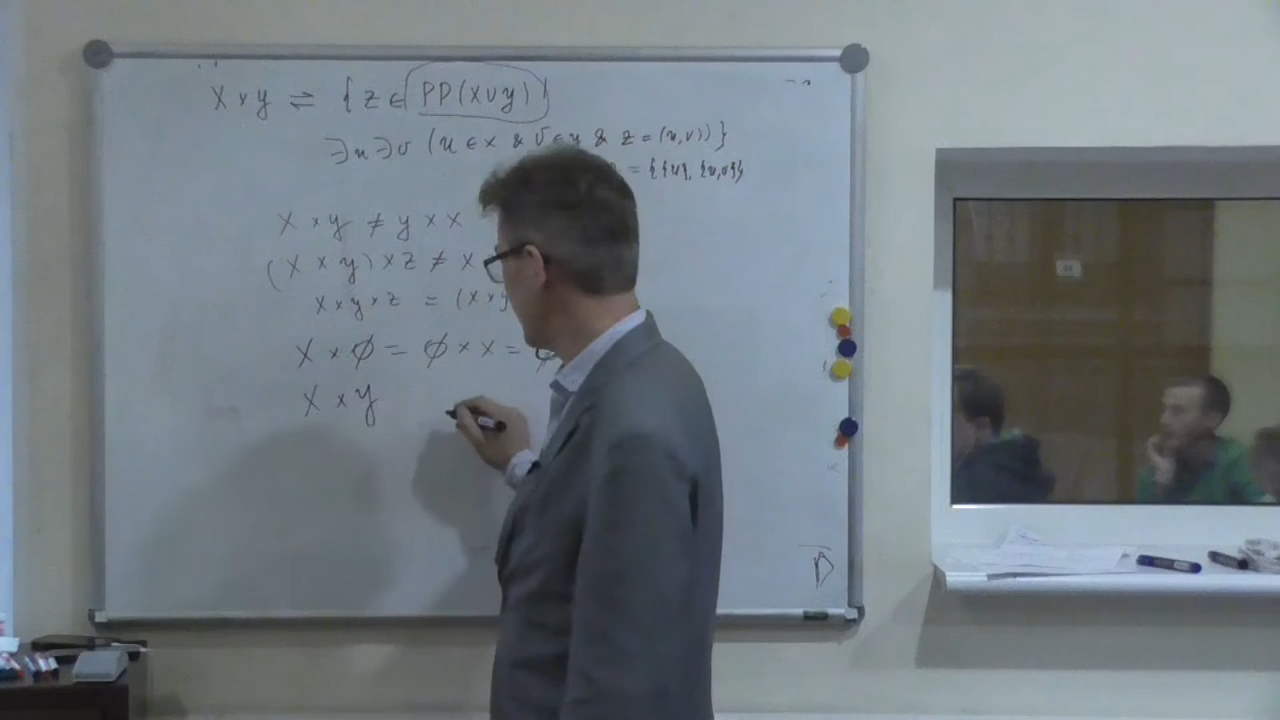 X × y ⇌ { z ∈ PP(X ∪ y) |
∃u ∃v (u ∈ x & v ∈ y & z = (u,v)) }
= {{u}, {u,v}}
X × y ≠ y × X
(X × y) × z ≠ X
X × y × z = (X × y
X × ∅ = ∅ × X = ∅
X × y
D